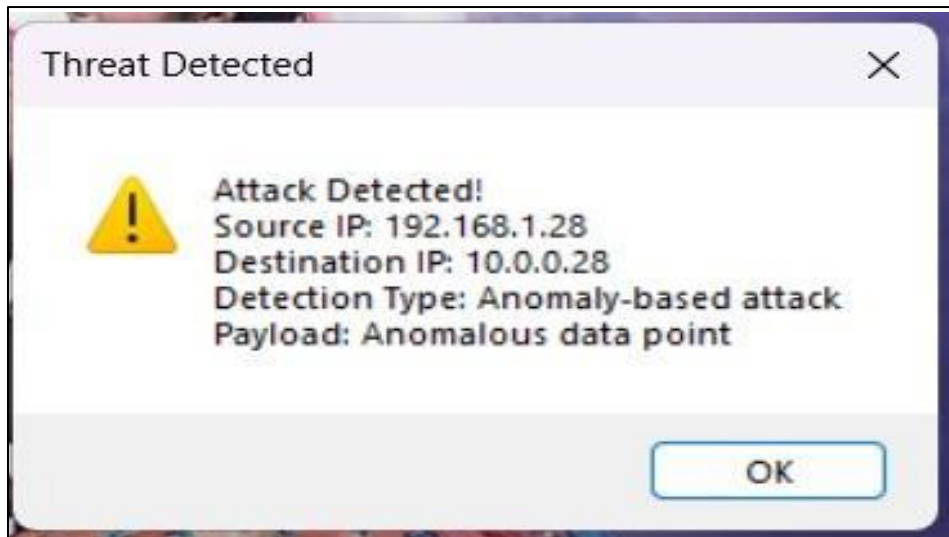 Threat Detected
Attack Detected!
Source IP: 192.168.1.28
Destination IP: 10.0.0.28
Detection Type: Anomaly-based attack
Payload: Anomalous data point
OK